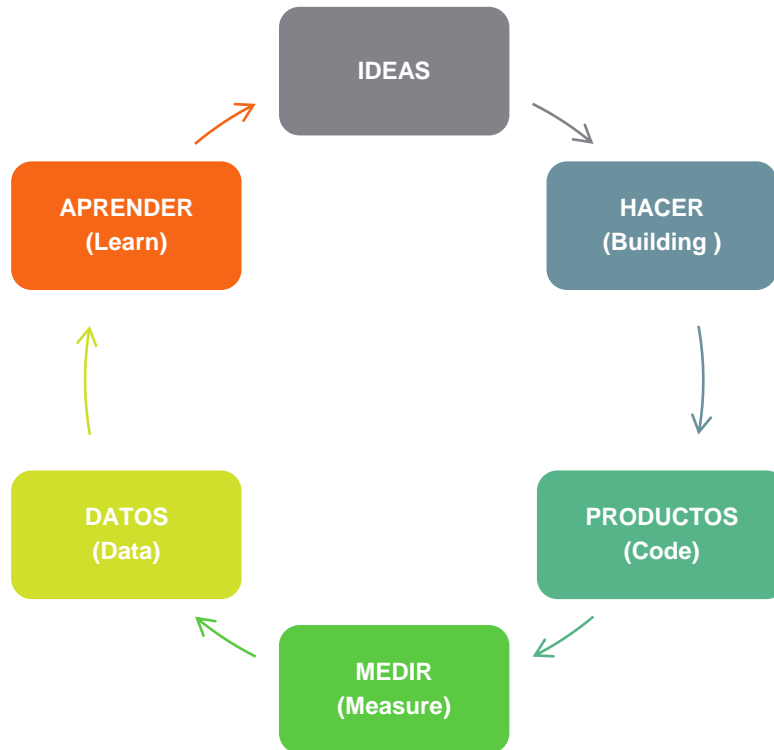 IDEAS
HACER
(Building )
PRODUCTOS
(Code)
MEDIR
(Measure)
DATOS
(Data)
APRENDER
(Learn)